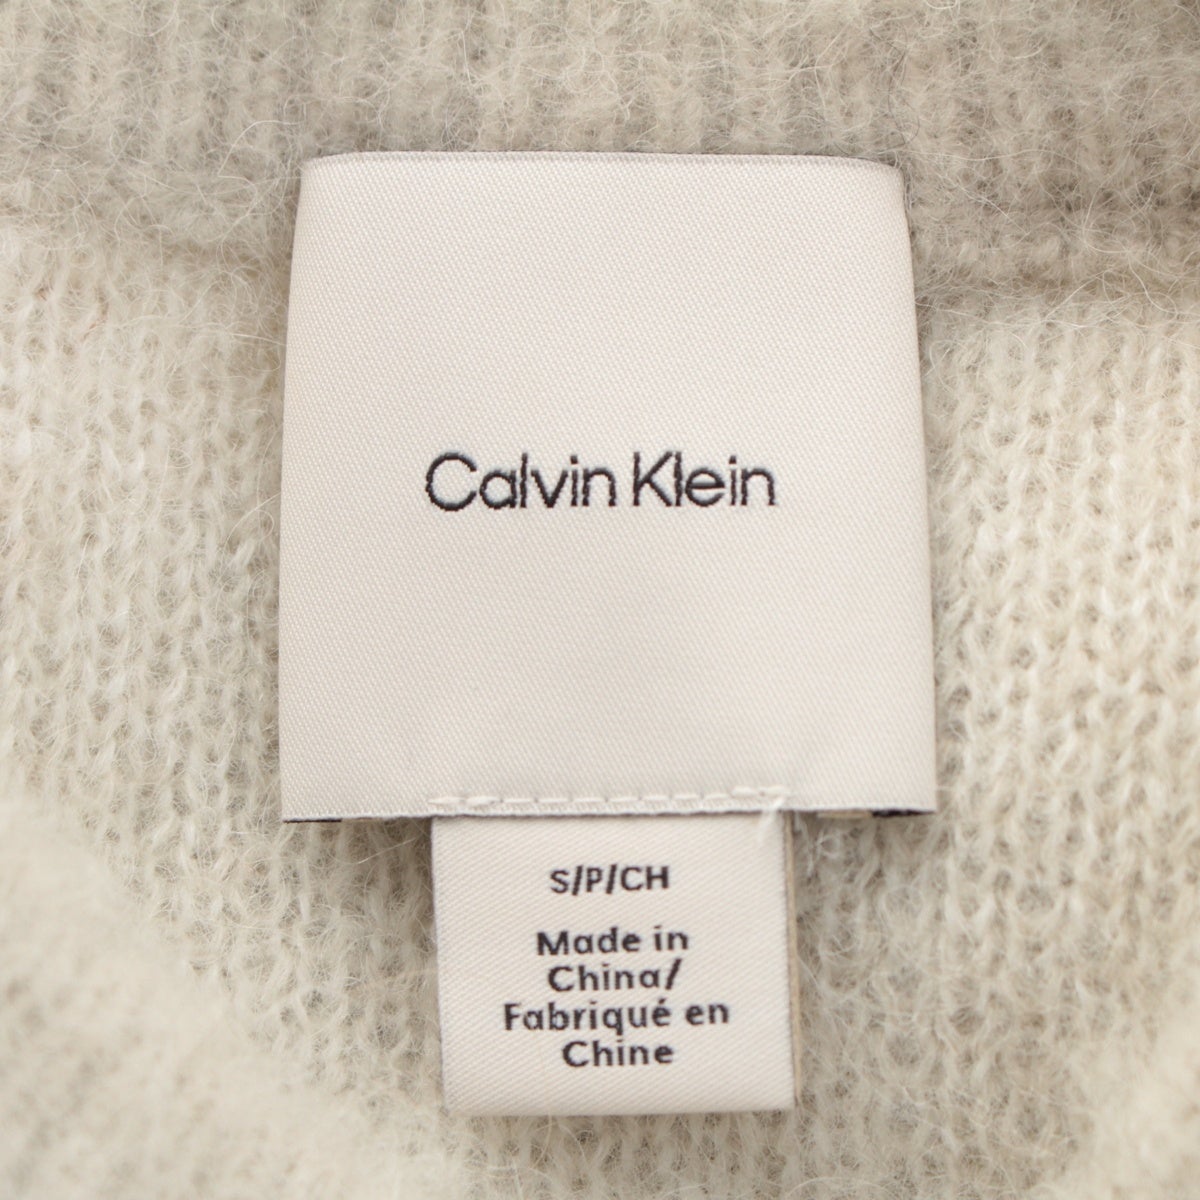 Calvin Klein
S/P/CH
Made in
China/
Fabriqué en
Chine